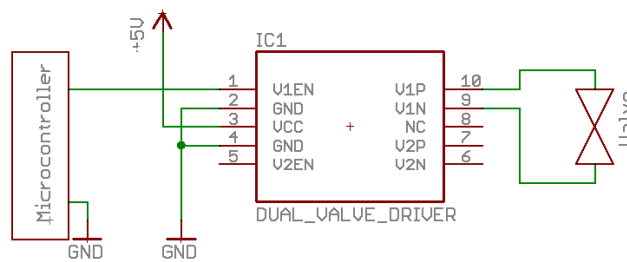 +5V
IC1
Microcontroller
1 V1EN V1P 10
2 GND V1N 9
3 VCC NC 8
4 GND V2P 7
5 V2EN V2N 6
DUAL_VALVE_DRIVER
GND
GND